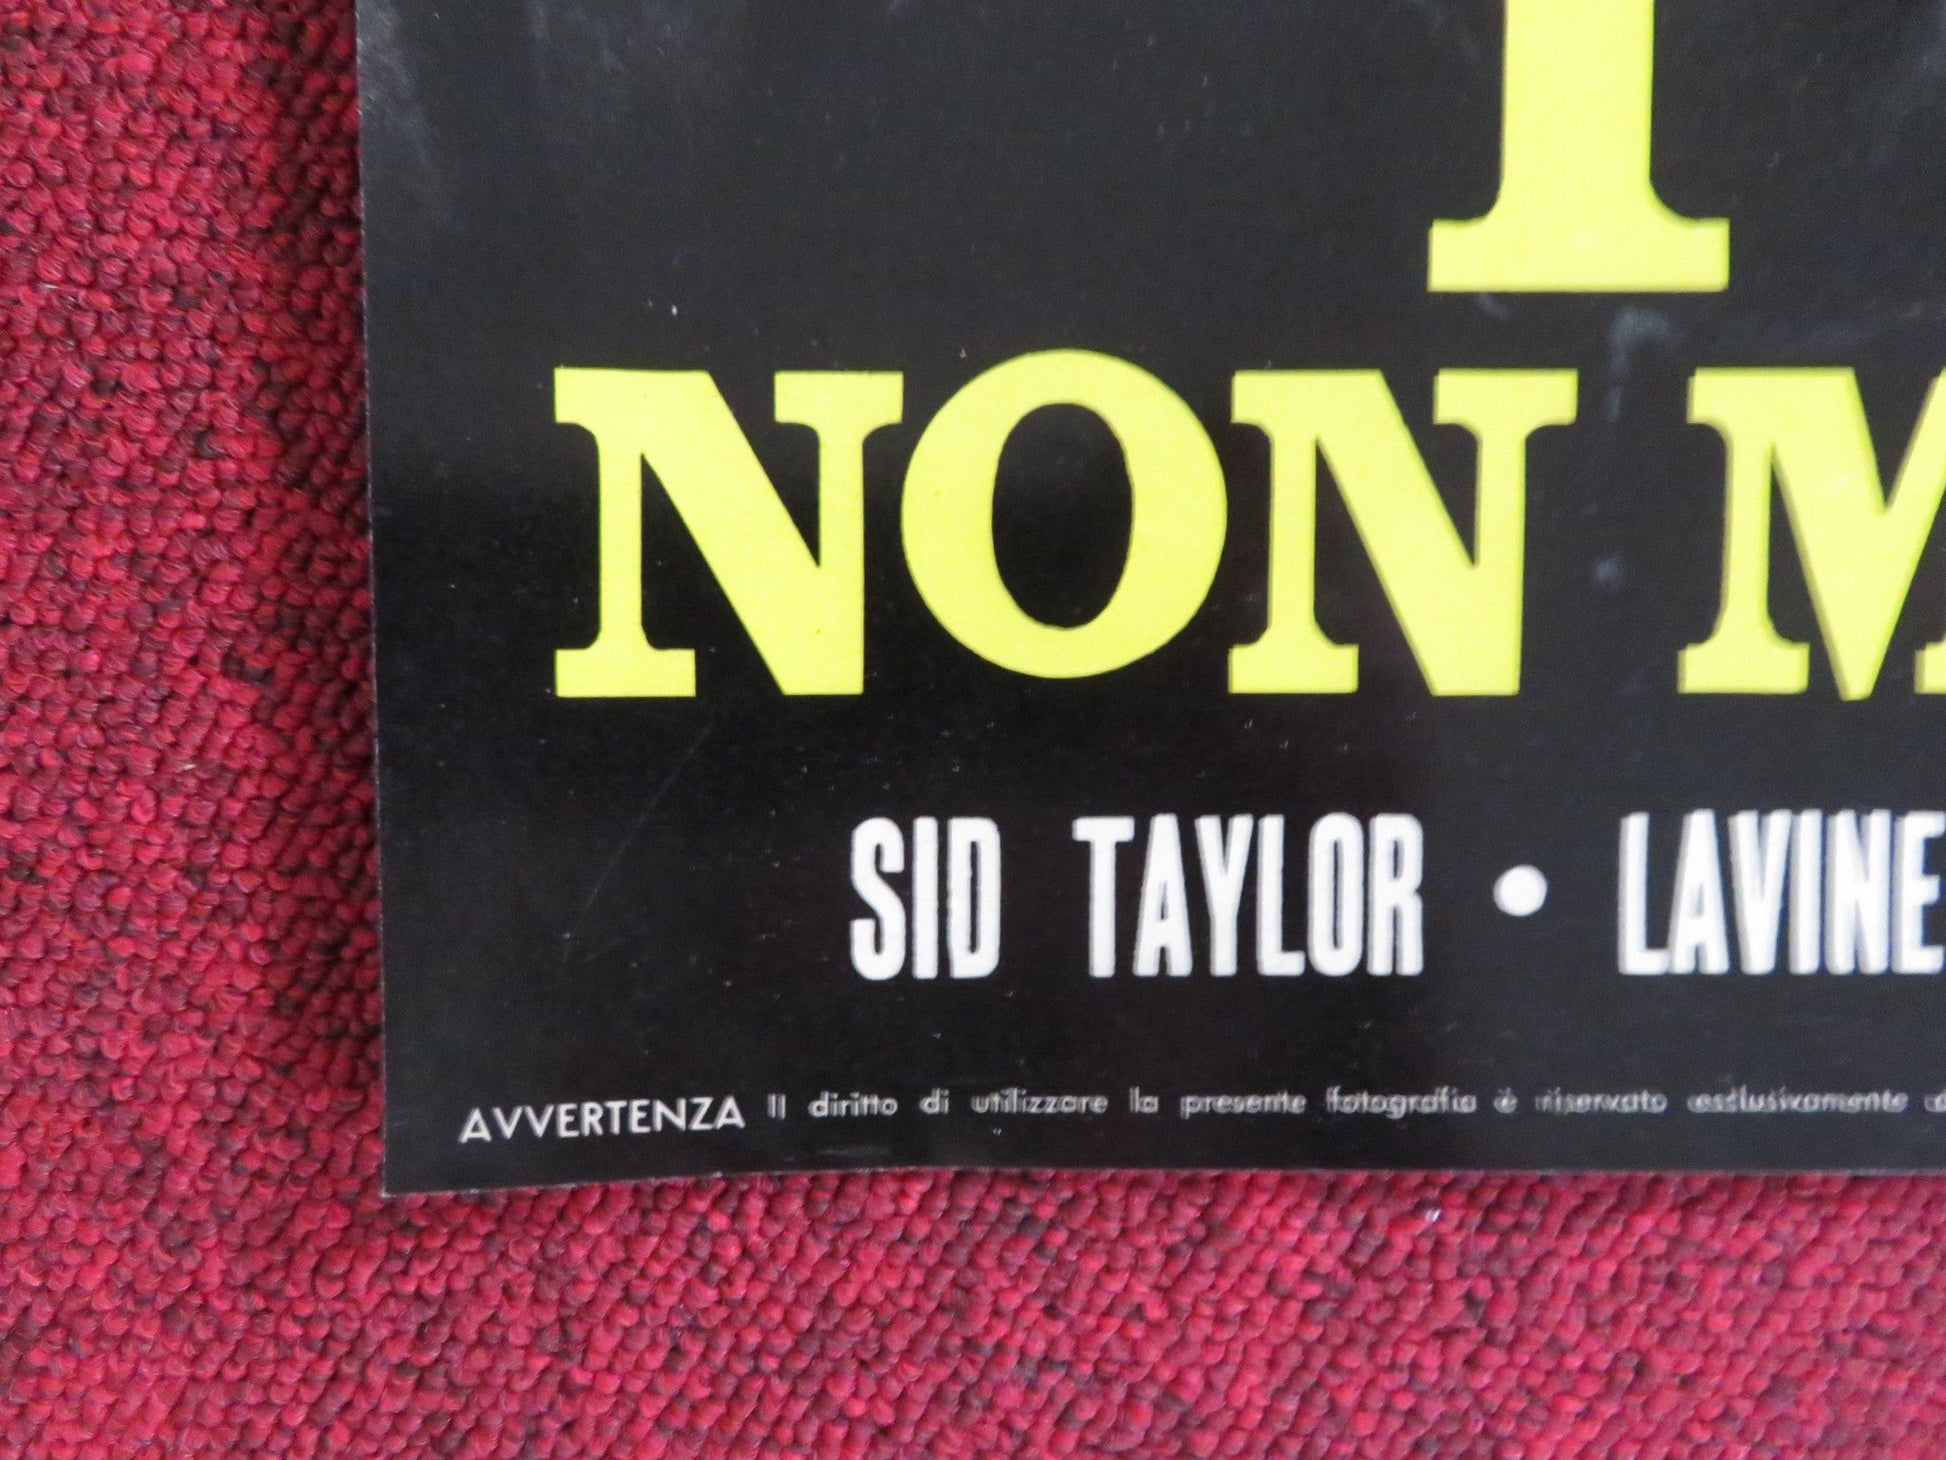 I
NON M
SID TAYLOR • LAVINE
AVVERTENZA Il diritto di utilizzare la presente fotografia è riservato esclusivamente